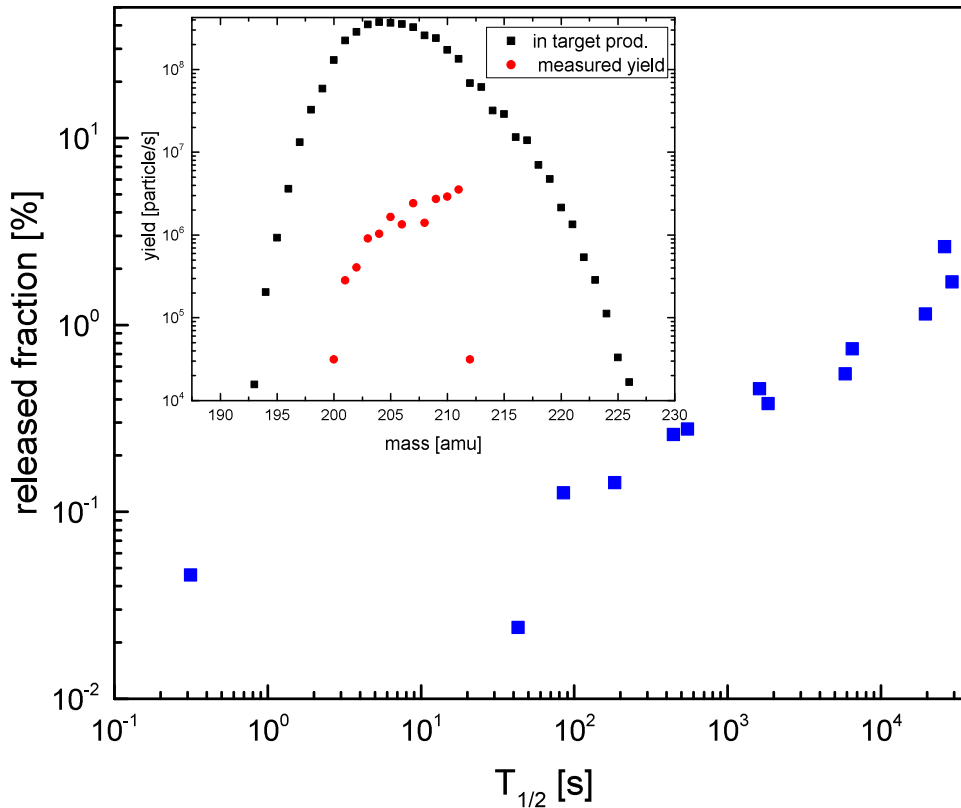 in target prod.
measured yield
10^8
10^7
10^6
10^5
10^4
yield [particle/s]
190 195 200 205 210 215 220 225 230
mass [amu]
10^1
10^0
10^-1
10^-2
released fraction [%]
10^-1 10^0 10^1 10^2 10^3 10^4
T_1/2 [s]